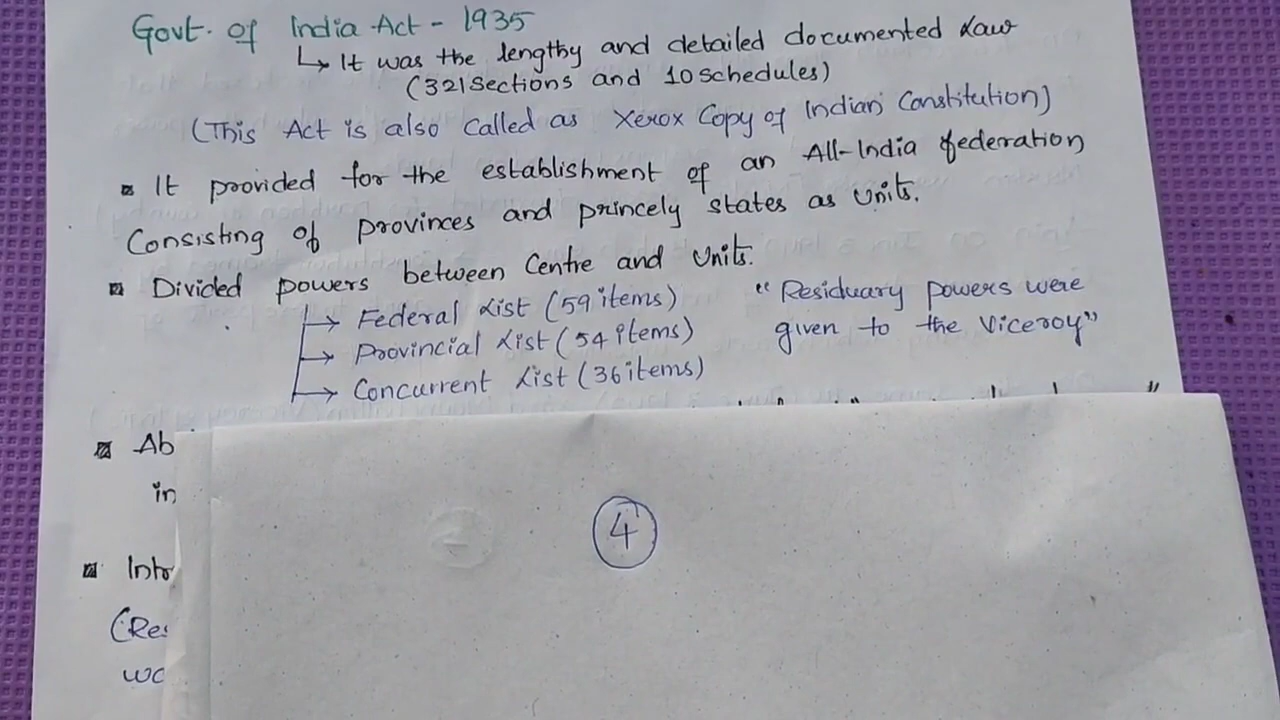 Govt. of India Act - 1935
↳ It was the lengthy and detailed documented Law
(321 Sections and 10 Schedules)
(This Act is also called as Xerox Copy of Indian Constitution)
It provided for the establishment of an All-India federation
Consisting of provinces and princely states as Units.
Divided powers between Centre and Units.
→ Federal List (59 items)
→ Provincial List (54 items)
→ Concurrent List (36 items)
"Residuary powers were
given to the Viceroy"
Ab
in
4
Intr
(Res
wo